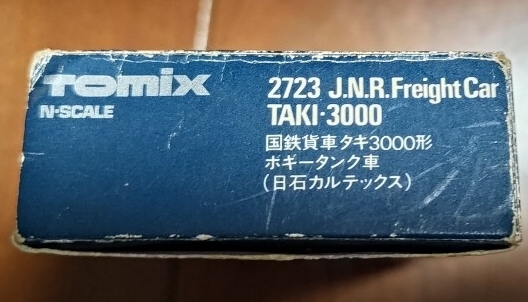 TOMIX
N-SCALE
2723 J.N.R.Freight Car
TAKI-3000
国鉄貨車タキ3000形
ボギータンク車
(日石カルテックス)